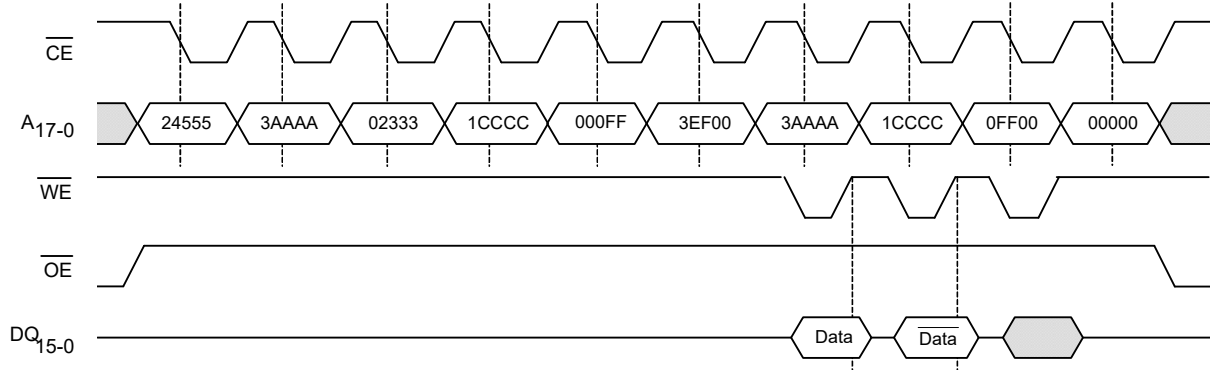 CE
A17-0 24555 3AAAA 02333 1CCCC 000FF 3EF00 3AAAA 1CCCC 0FF00 00000
WE
OE
DQ15-0 Data Data